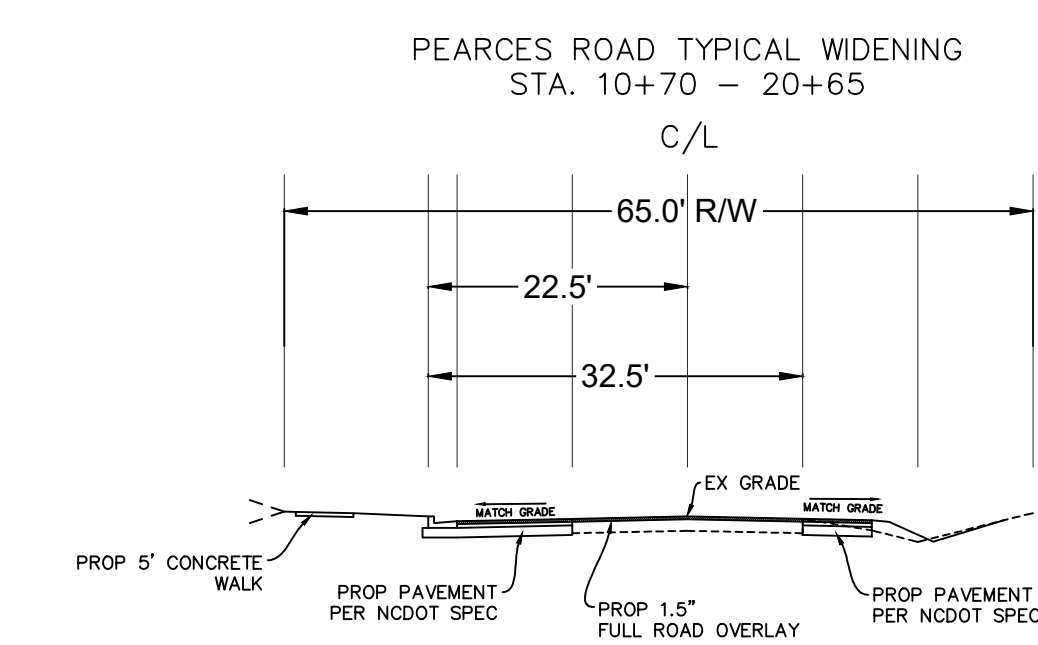 PEARCES ROAD TYPICAL WIDENING
STA. 10+70 – 20+65
C/L
65.0' R/W
22.5'
32.5'
EX GRADE
MATCH GRADE
MATCH GRADE
PROP 5' CONCRETE
WALK
PROP PAVEMENT
PER NCDOT SPEC
PROP 1.5"
FULL ROAD OVERLAY
PROP PAVEMENT
PER NCDOT SPEC